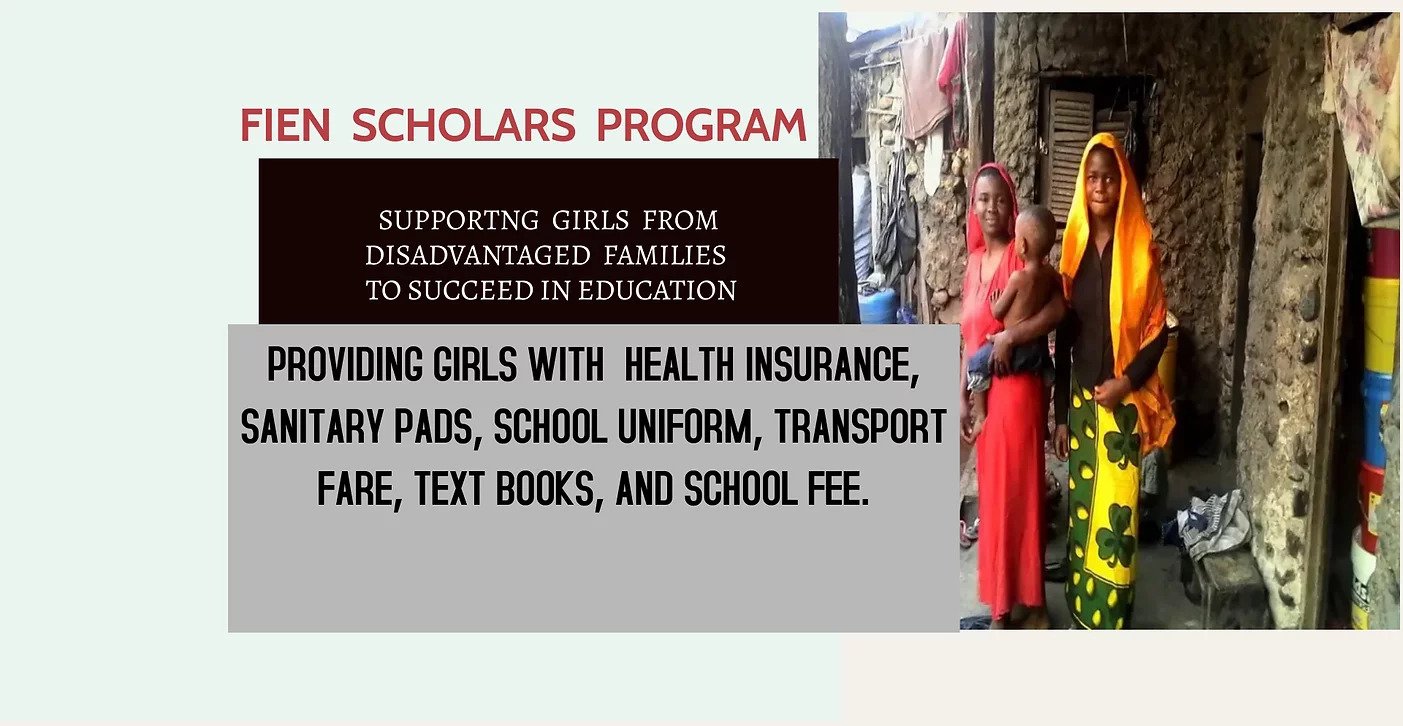 FIEN SCHOLARS PROGRAM
SUPPORTNG GIRLS FROM
DISADVANTAGED FAMILIES
TO SUCCEED IN EDUCATION
PROVIDING GIRLS WITH HEALTH INSURANCE,
SANITARY PADS, SCHOOL UNIFORM, TRANSPORT
FARE, TEXT BOOKS, AND SCHOOL FEE.